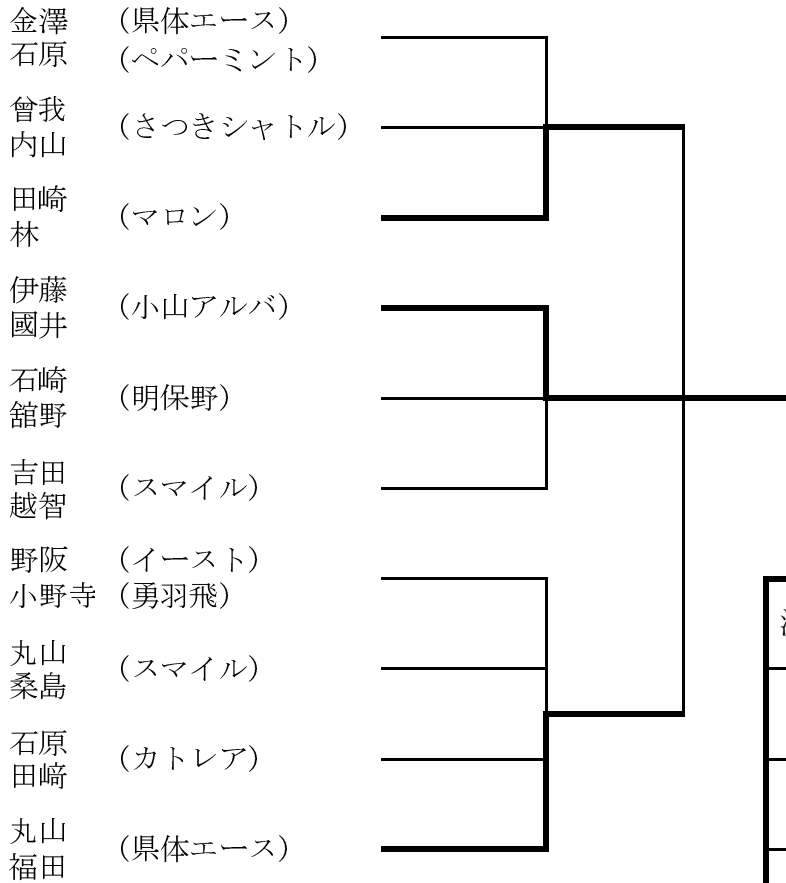 金澤 (県体エース)
石原 (ペパーミント)
曾我
内山 (さつきシャトル)
田崎
林 (マロン)
伊藤
國井 (小山アルバ)
石崎
舘野 (明保野)
吉田
越智 (スマイル)
野阪 (イースト)
小野寺 (勇羽飛)
丸山
桑島 (スマイル)
石原
田﨑 (カトレア)
丸山
福田 (県体エース)